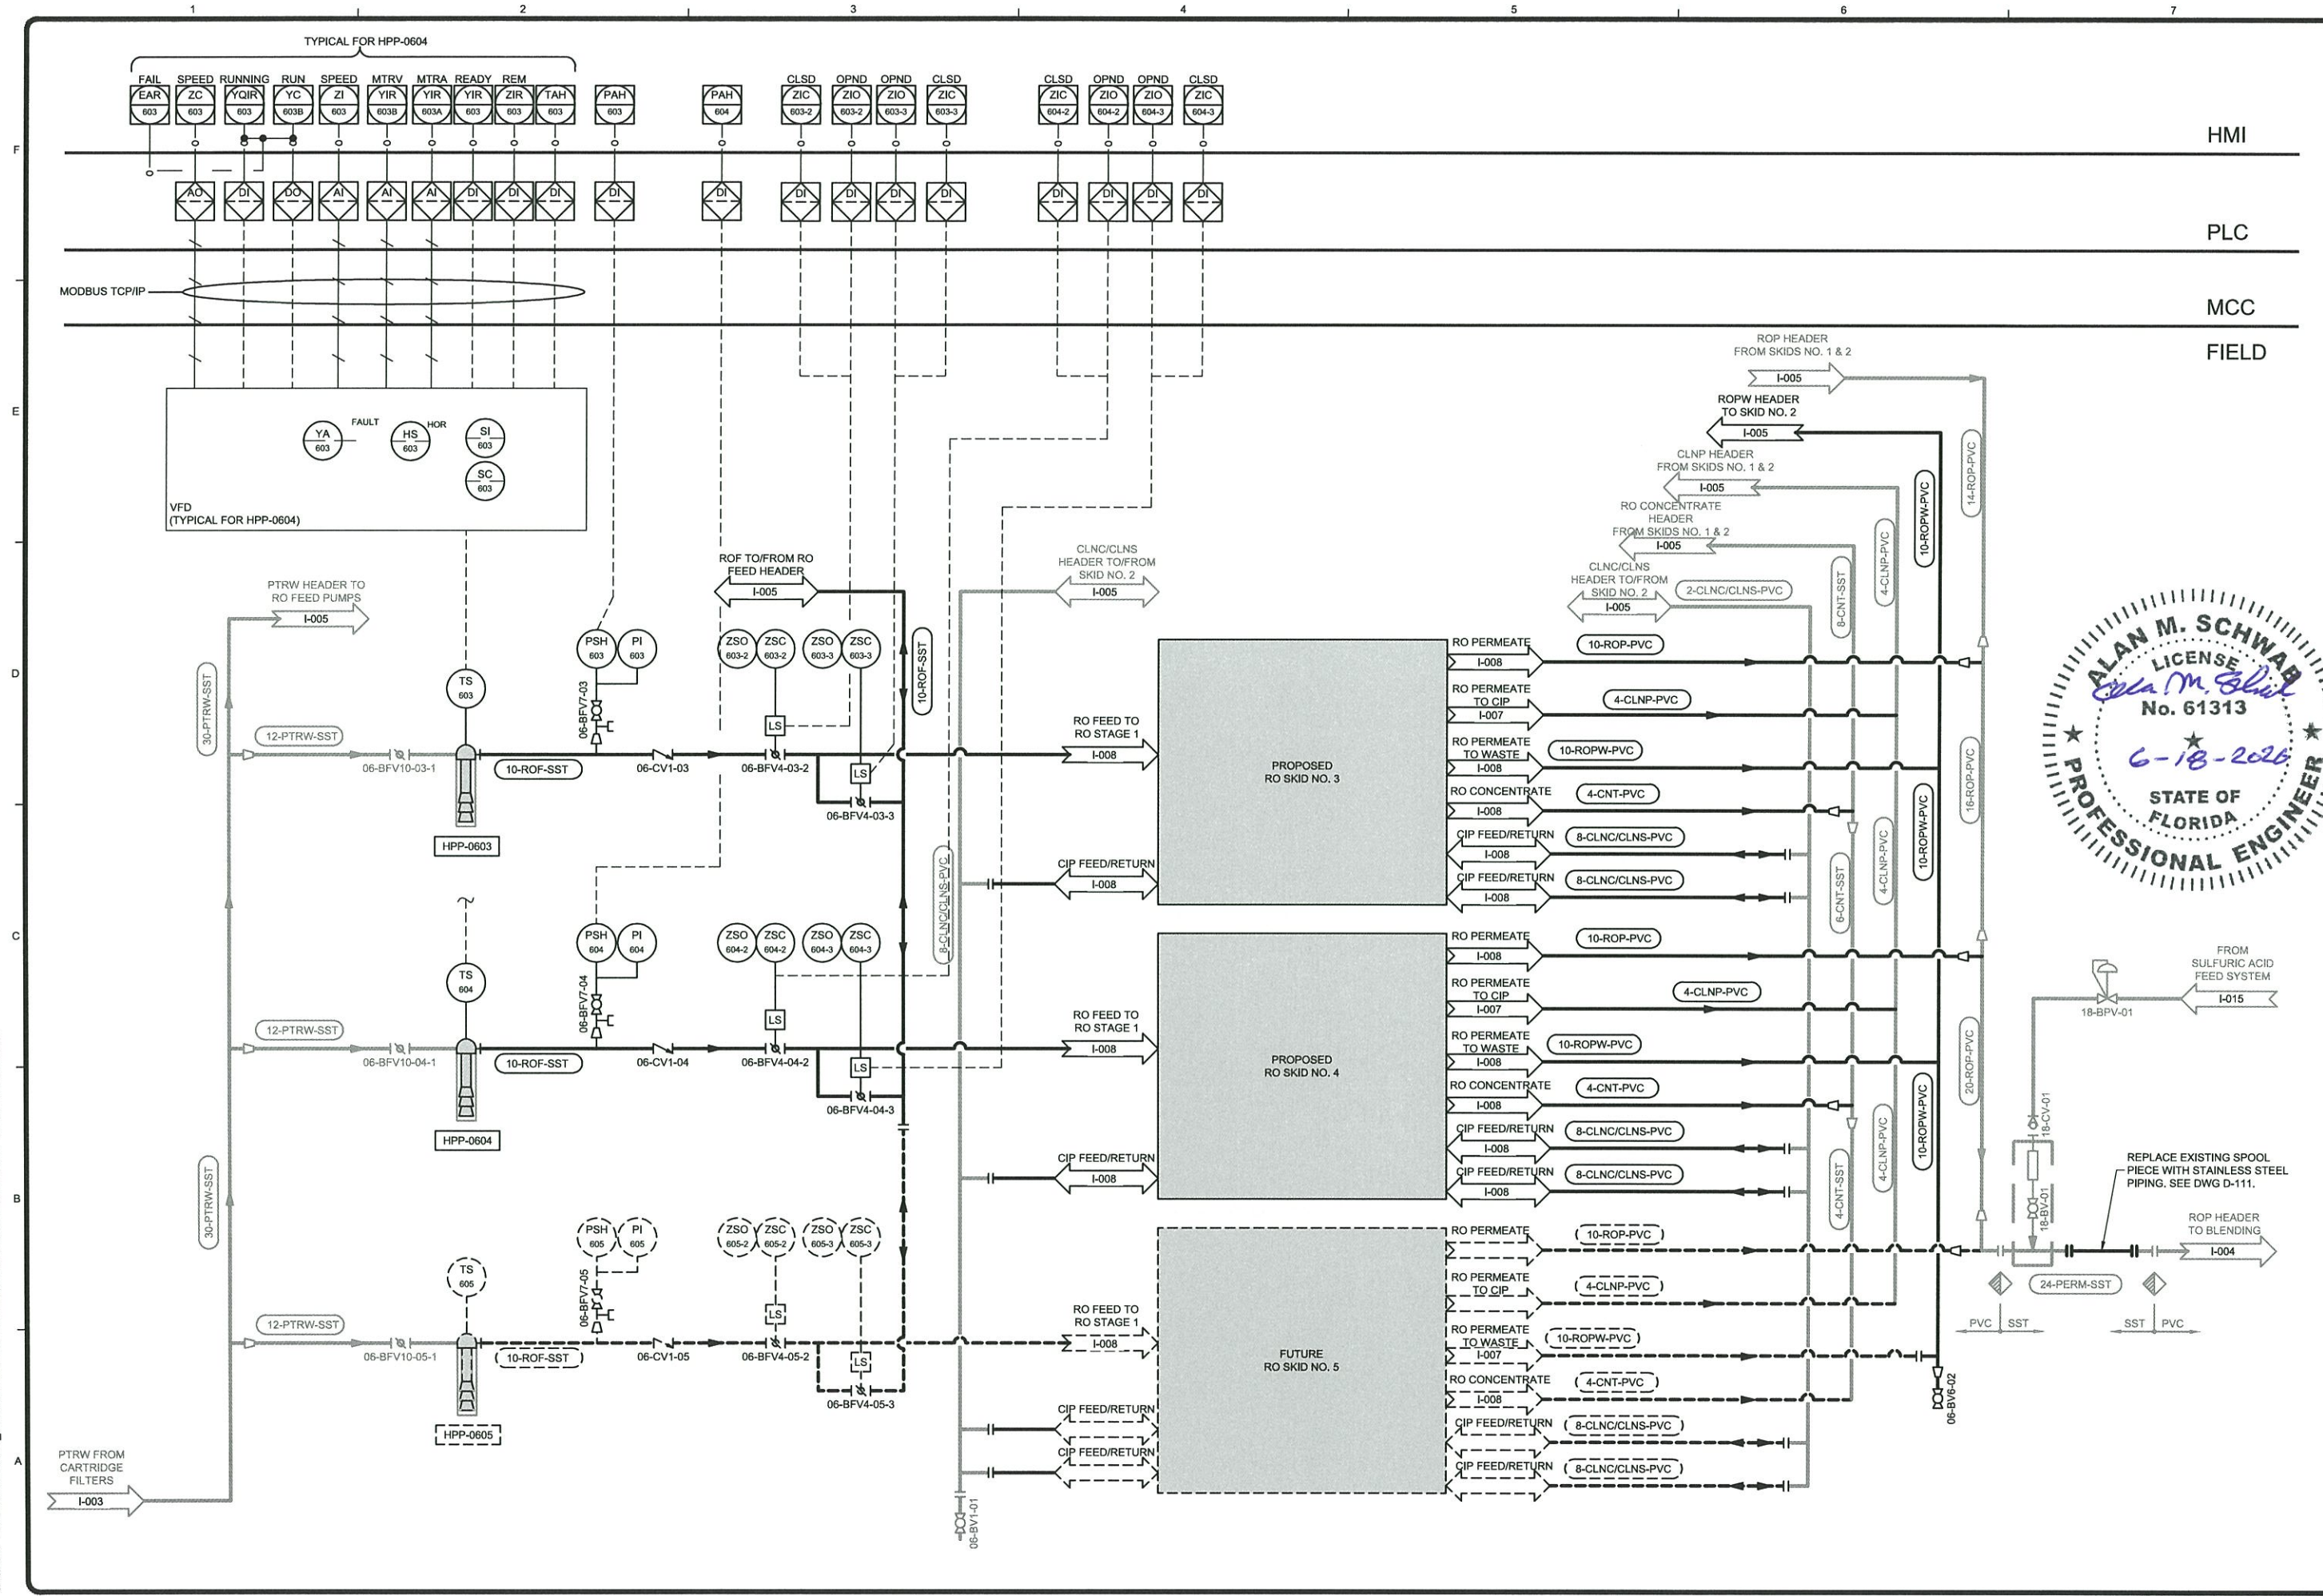 1 2 3 4 5 6 7
TYPICAL FOR HPP-0604
FAIL SPEED RUNNING RUN SPEED MTRV MTRA READY REM
CLSD OPND OPND CLSD CLSD OPND OPND CLSD
EAR ZC YQIR YC ZI YIR YIR YIR ZIR TAH PAH PAH ZIC ZIO ZIO ZIC ZIC ZIO ZIO ZIC
603 603 603 603B 603 603B 603A 603 603 603 603 604 603-2 603-2 603-3 603-3 604-2 604-2 604-3 604-3
F
HMI
AO DI DO AI AI AI DI DI DI DI DI DI DI DI DI DI DI DI DI
PLC
MODBUS TCP/IP
MCC
FIELD
E
YA
603
FAULT
HS
603
HOR
SI
603
SC
603
VFD
(TYPICAL FOR HPP-0604)
ROP HEADER
FROM SKIDS NO. 1 & 2
I-005
ROPW HEADER
TO SKID NO. 2
I-005
CLNP HEADER
FROM SKIDS NO. 1 & 2
I-005
RO CONCENTRATE
HEADER
FROM SKIDS NO. 1 & 2
I-005
CLNC/CLNS
HEADER TO/FROM
SKID NO. 2
I-005
2-CLNC/CLNS-PVC
8-CNT-SST
4-CLNP-PVC
10-ROPW-PVC
14-ROP-PVC
D
PTRW HEADER TO
RO FEED PUMPS
I-005
ROF TO/FROM RO
FEED HEADER
I-005
CLNC/CLNS
HEADER TO/FROM
SKID NO. 2
I-005
30-PTRW-SST
12-PTRW-SST
06-BFV10-03-1
TS
603
HPP-0603
10-ROF-SST
PSH
603
PI
603
06-BFV7-03
06-CV1-03
ZSO
603-2
ZSC
603-2
ZSO
603-3
ZSC
603-3
LS
06-BFV4-03-2
LS
06-BFV4-03-3
10-ROF-SST
8-CLNC/CLNS-PVC
RO FEED TO
RO STAGE 1
I-008
CIP FEED/RETURN
I-008
PROPOSED
RO SKID NO. 3
RO PERMEATE
I-008
10-ROP-PVC
RO PERMEATE
TO CIP
I-007
4-CLNP-PVC
RO PERMEATE
TO WASTE
I-008
10-ROPW-PVC
RO CONCENTRATE
I-008
4-CNT-PVC
CIP FEED/RETURN
I-008
8-CLNC/CLNS-PVC
CIP FEED/RETURN
I-008
8-CLNC/CLNS-PVC
6-CNT-SST
4-CLNP-PVC
10-ROPW-PVC
16-ROP-PVC
ALAN M. SCHWAB
LICENSE
No. 61313
6-18-2020
STATE OF
FLORIDA
PROFESSIONAL ENGINEER
C
12-PTRW-SST
06-BFV10-04-1
TS
604
HPP-0604
10-ROF-SST
PSH
604
PI
604
06-BFV7-04
06-CV1-04
ZSO
604-2
ZSC
604-2
ZSO
604-3
ZSC
604-3
LS
06-BFV4-04-2
LS
06-BFV4-04-3
RO FEED TO
RO STAGE 1
I-008
CIP FEED/RETURN
I-008
PROPOSED
RO SKID NO. 4
RO PERMEATE
I-008
10-ROP-PVC
RO PERMEATE
TO CIP
I-007
4-CLNP-PVC
RO PERMEATE
TO WASTE
I-008
10-ROPW-PVC
RO CONCENTRATE
I-008
4-CNT-PVC
CIP FEED/RETURN
I-008
8-CLNC/CLNS-PVC
CIP FEED/RETURN
I-008
8-CLNC/CLNS-PVC
4-CNT-SST
4-CLNP-PVC
10-ROPW-PVC
20-ROP-PVC
FROM
SULFURIC ACID
FEED SYSTEM
I-015
18-BPV-01
18-CV-01
18-BV-01
REPLACE EXISTING SPOOL
PIECE WITH STAINLESS STEEL
PIPING. SEE DWG D-111.
ROP HEADER
TO BLENDING
I-004
24-PERM-SST
PVC SST
SST PVC
B
30-PTRW-SST
12-PTRW-SST
06-BFV10-05-1
TS
605
HPP-0605
10-ROF-SST
PSH
605
PI
605
06-BFV7-05
06-CV1-05
ZSO
605-2
ZSC
605-2
ZSO
605-3
ZSC
605-3
LS
06-BFV4-05-2
LS
06-BFV4-05-3
RO FEED TO
RO STAGE 1
I-008
CIP FEED/RETURN
CIP FEED/RETURN
FUTURE
RO SKID NO. 5
RO PERMEATE
10-ROP-PVC
RO PERMEATE
TO CIP
4-CLNP-PVC
RO PERMEATE
TO WASTE
I-007
10-ROPW-PVC
RO CONCENTRATE
I-008
4-CNT-PVC
CIP FEED/RETURN
8-CLNC/CLNS-PVC
CIP FEED/RETURN
8-CLNC/CLNS-PVC
06-BV6-02
A
PTRW FROM
CARTRIDGE
FILTERS
I-003
06-BV1-01